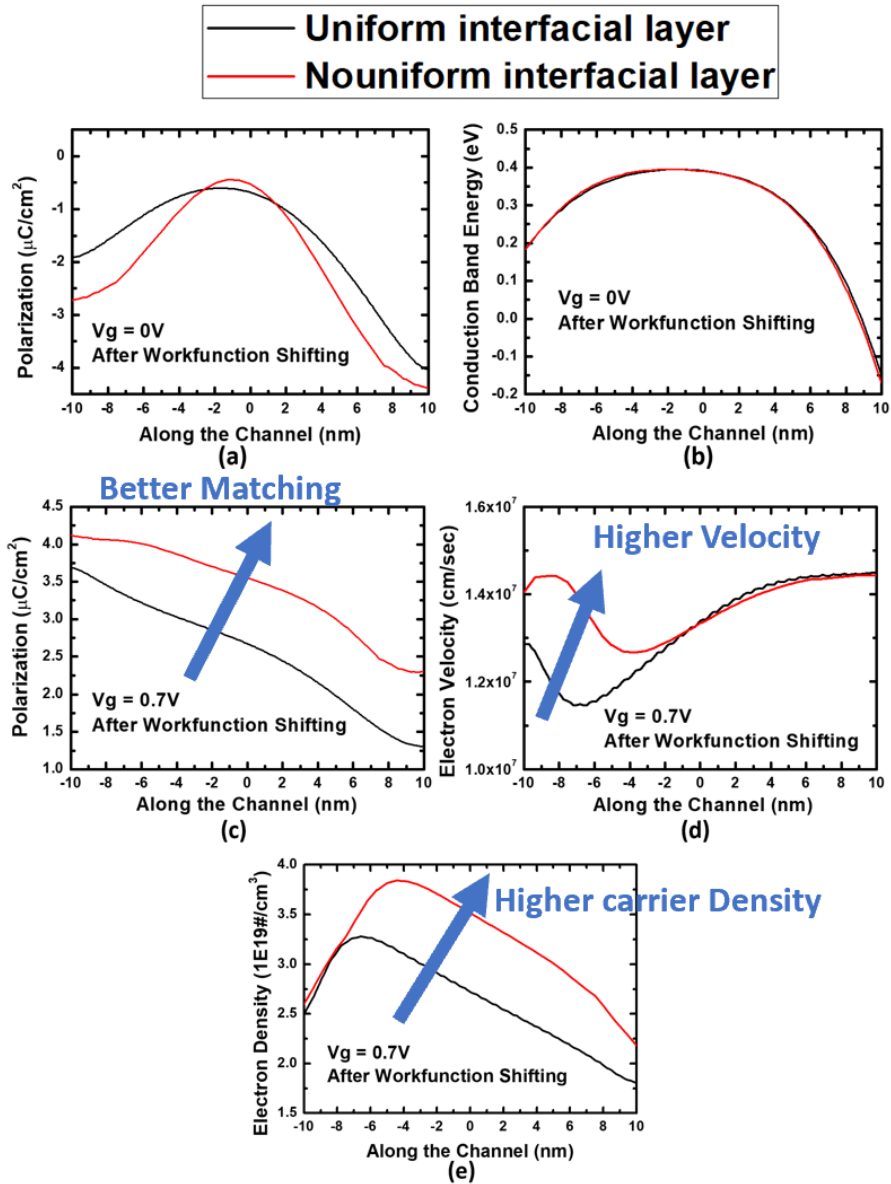 Uniform interfacial layer
Nouniform interfacial layer
0
-1
-2
-3
-4
Polarization (μC/cm²)
Vg = 0V
After Workfunction Shifting
-10 -8 -6 -4 -2 0 2 4 6 8 10
Along the Channel (nm)
(a)
0.5
0.4
0.3
0.2
0.1
0.0
-0.1
-0.2
Conduction Band Energy (eV)
Vg = 0V
After Workfunction Shifting
-10 -8 -6 -4 -2 0 2 4 6 8 10
Along the Channel (nm)
(b)
Better Matching
4.5
4.0
3.5
3.0
2.5
2.0
1.5
1.0
Polarization (μC/cm²)
Vg = 0.7V
After Workfunction Shifting
-10 -8 -6 -4 -2 0 2 4 6 8 10
Along the Channel (nm)
(c)
1.6x10⁷
1.4x10⁷
1.2x10⁷
1.0x10⁷
Electron Velocity (cm/sec)
Higher Velocity
Vg = 0.7V
After Workfunction Shifting
-10 -8 -6 -4 -2 0 2 4 6 8 10
Along the Channel (nm)
(d)
4.0
3.5
3.0
2.5
2.0
1.5
Electron Density (1E19#/cm³)
Higher carrier Density
Vg = 0.7V
After Workfunction Shifting
-10 -8 -6 -4 -2 0 2 4 6 8 10
Along the Channel (nm)
(e)